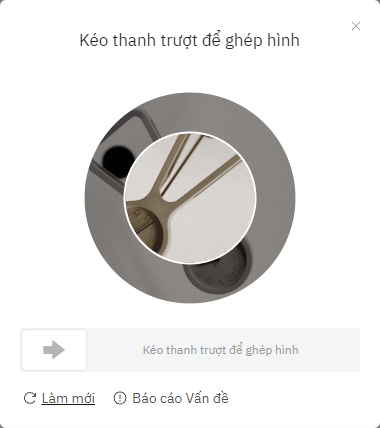 Kéo thanh trượt để ghép hình
Kéo thanh trượt để ghép hình
Làm mới
Báo cáo Vấn đề